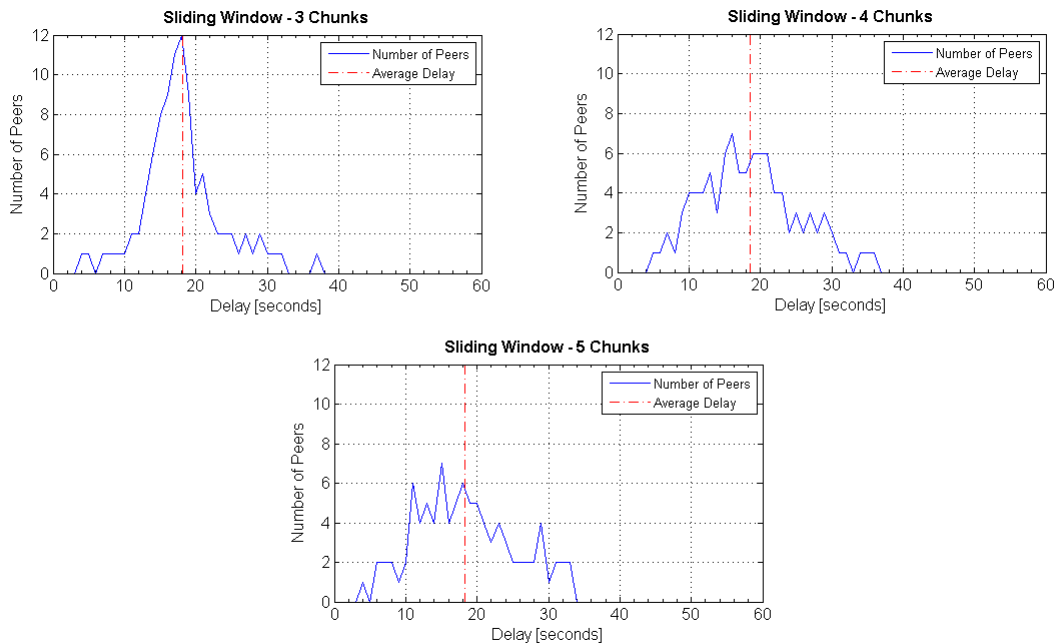 Sliding Window - 3 Chunks
12
10
8
6
4
2
0
Number of Peers
Number of Peers
Average Delay
0 10 20 30 40 50 60
Delay [seconds]
Sliding Window - 4 Chunks
12
10
8
6
4
2
0
Number of Peers
Number of Peers
Average Delay
0 10 20 30 40 50 60
Delay [seconds]
Sliding Window - 5 Chunks
12
10
8
6
4
2
0
Number of Peers
Number of Peers
Average Delay
0 10 20 30 40 50 60
Delay [seconds]